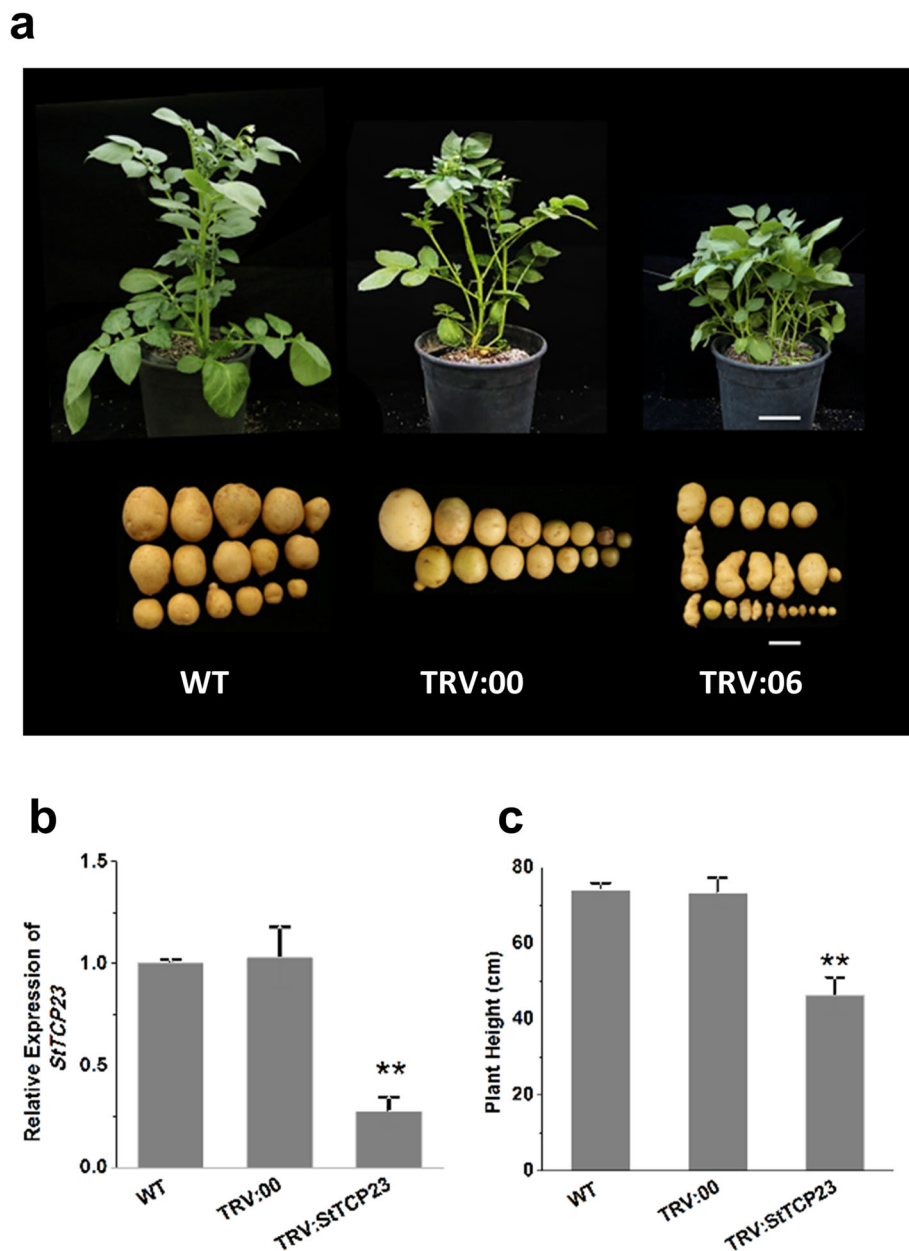 a
WT
TRV:00
TRV:06
b
Relative Expression of
StTCP23
1.5
1.0
0.5
0.0
**
WT
TRV:00
TRV:StTCP23
c
Plant Height (cm)
80
60
40
20
0
**
WT
TRV:00
TRV:StTCP23